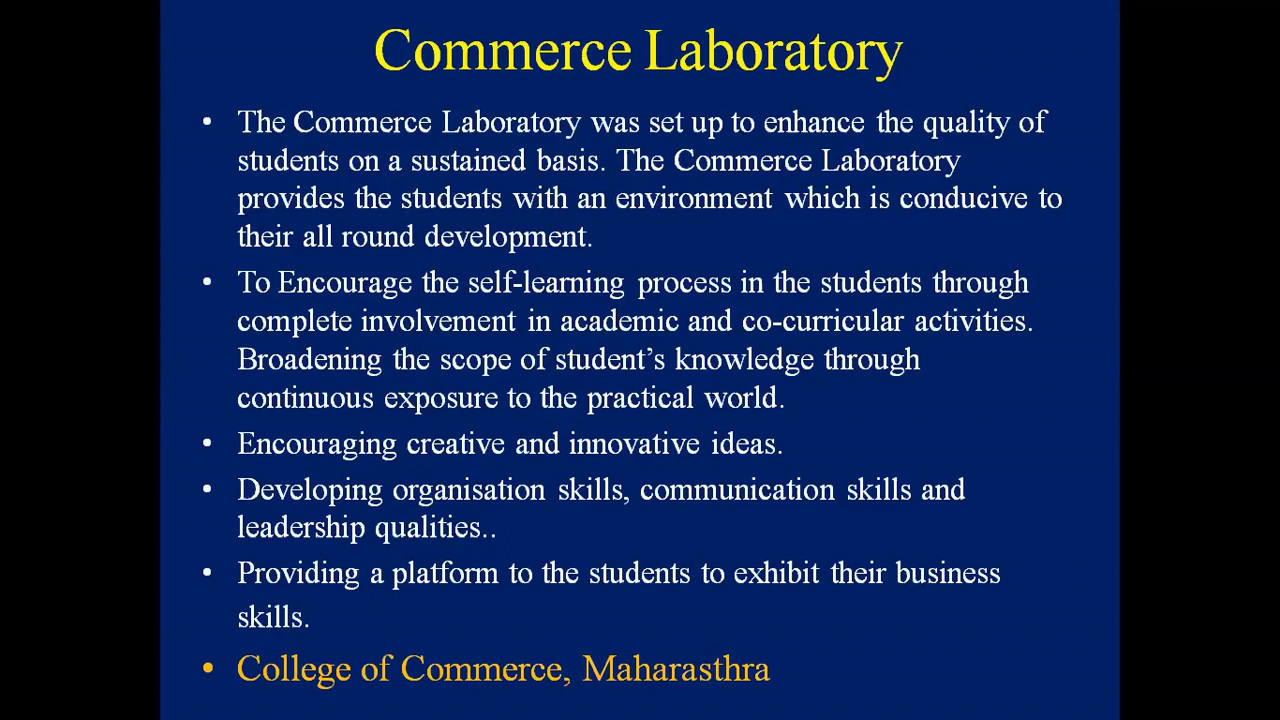 Commerce Laboratory
• The Commerce Laboratory was set up to enhance the quality of
students on a sustained basis. The Commerce Laboratory
provides the students with an environment which is conducive to
their all round development.
• To Encourage the self-learning process in the students through
complete involvement in academic and co-curricular activities.
Broadening the scope of student’s knowledge through
continuous exposure to the practical world.
• Encouraging creative and innovative ideas.
• Developing organisation skills, communication skills and
leadership qualities..
• Providing a platform to the students to exhibit their business
skills.
• College of Commerce, Maharasthra